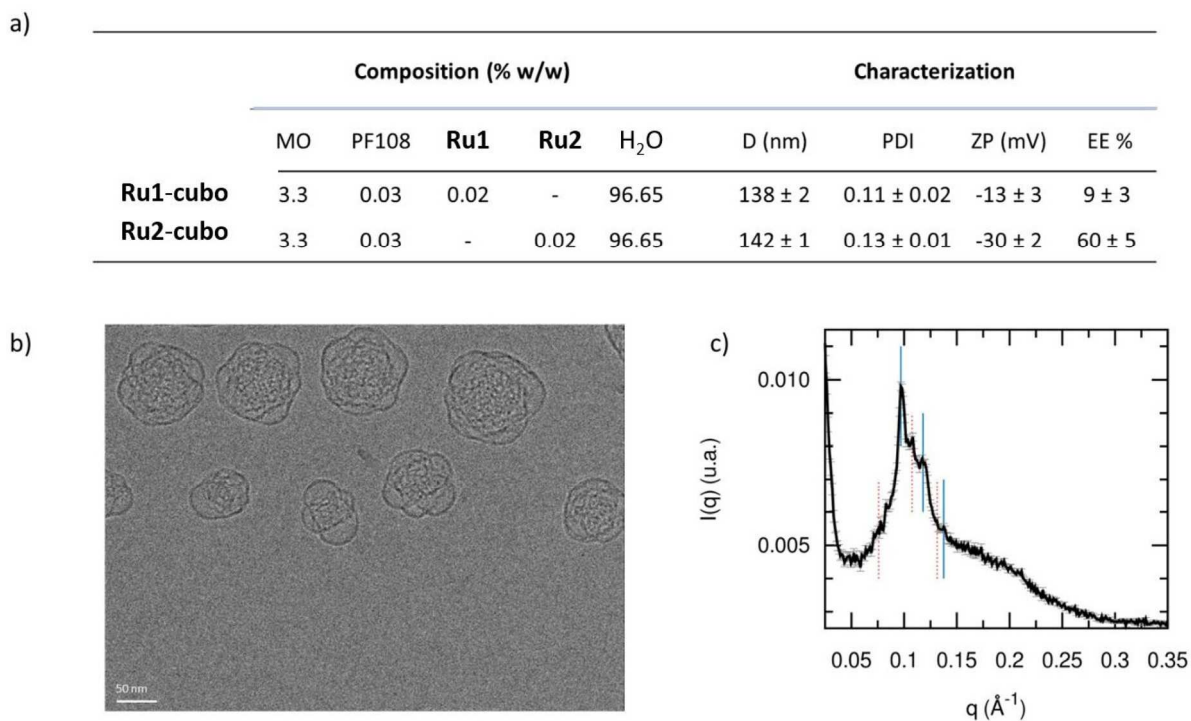 a)
Composition (% w/w) Characterization
MO PF108 Ru1 Ru2 H₂O D (nm) PDI ZP (mV) EE %
Ru1-cubo 3.3 0.03 0.02 - 96.65 138 ± 2 0.11 ± 0.02 -13 ± 3 9 ± 3
Ru2-cubo 3.3 0.03 - 0.02 96.65 142 ± 1 0.13 ± 0.01 -30 ± 2 60 ± 5
b)
50 nm
c)
0.010
0.005
I(q) (u.a.)
0.05 0.1 0.15 0.2 0.25 0.3 0.35
q (Å⁻¹)